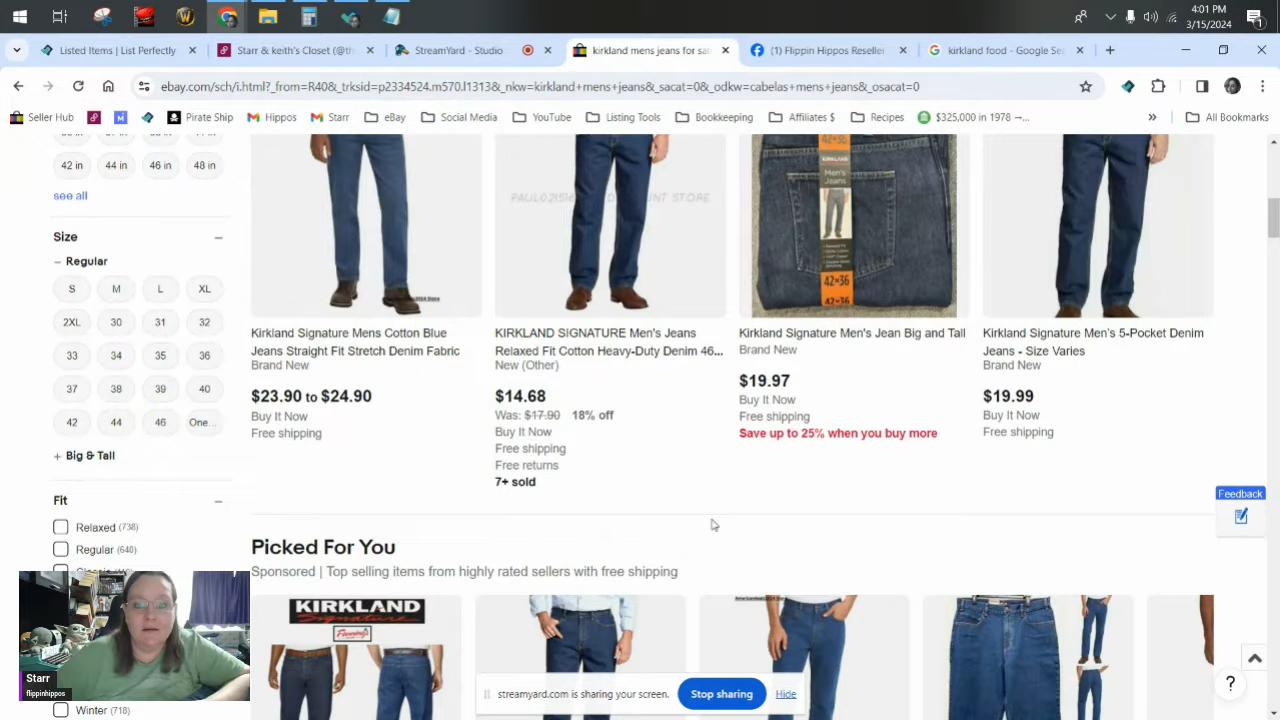 4:01 PM
3/15/2024
Listed Items | List Perfectly
Starr & keith's Closet (@th
StreamYard - Studio
kirkland mens jeans for sal
(1) Flippin Hippos Reseller
kirkland food - Google Sea
ebay.com/sch/i.html?_from=R40&_trksid=p2334524.m570.l1313&_nkw=kirkland+mens+jeans&_sacat=0&_odkw=cabelas+mens+jeans&_osacat=0
Seller Hub
Pirate Ship
Hippos
Starr
eBay
Social Media
YouTube
Listing Tools
Bookkeeping
Affiliates $
Recipes
$325,000 in 1978 →...
All Bookmarks
42 in
44 in
46 in
48 in
see all
Size
Regular
S M L XL
2XL 30 31 32
33 34 35 36
37 38 39 40
42 44 46 One...
Big & Tall
Fit
Relaxed (738)
Regular (640)
Winter (718)
KIRKLAND
Men's
Jeans
42×36
42×36
Kirkland Signature Mens Cotton Blue
Jeans Straight Fit Stretch Denim Fabric
Brand New
$23.90 to $24.90
Buy It Now
Free shipping
KIRKLAND SIGNATURE Men's Jeans
Relaxed Fit Cotton Heavy-Duty Denim 46...
New (Other)
$14.68
Was: $17.90 18% off
Buy It Now
Free shipping
Free returns
7+ sold
Kirkland Signature Men's Jean Big and Tall
Brand New
$19.97
Buy It Now
Free shipping
Save up to 25% when you buy more
Kirkland Signature Men's 5-Pocket Denim
Jeans - Size Varies
Brand New
$19.99
Buy It Now
Free shipping
Feedback
Picked For You
Sponsored | Top selling items from highly rated sellers with free shipping
KIRKLAND
Signature
Starr
flippinhippos
streamyard.com is sharing your screen.
Stop sharing
Hide
?